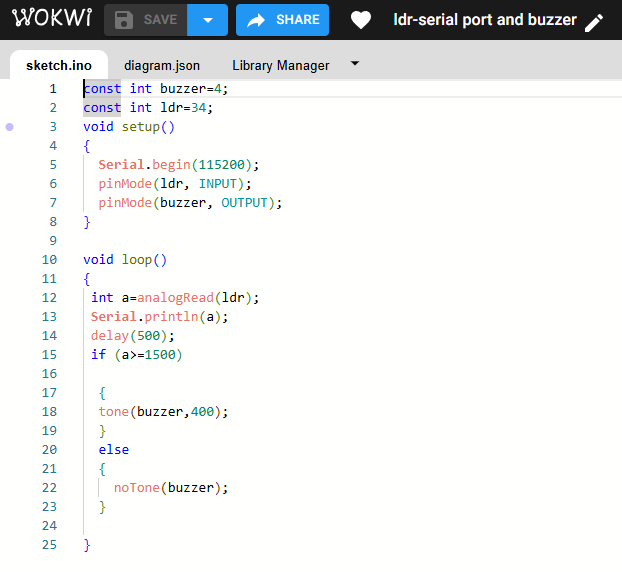 WOKWI SAVE SHARE ldr-serial port and buzzer
sketch.ino diagram.json Library Manager
1 const int buzzer=4;
2 const int ldr=34;
3 void setup()
4 {
5 Serial.begin(115200);
6 pinMode(ldr, INPUT);
7 pinMode(buzzer, OUTPUT);
8 }
9
10 void loop()
11 {
12 int a=analogRead(ldr);
13 Serial.println(a);
14 delay(500);
15 if (a>=1500)
16
17 {
18 tone(buzzer,400);
19 }
20 else
21 {
22 noTone(buzzer);
23 }
24
25 }